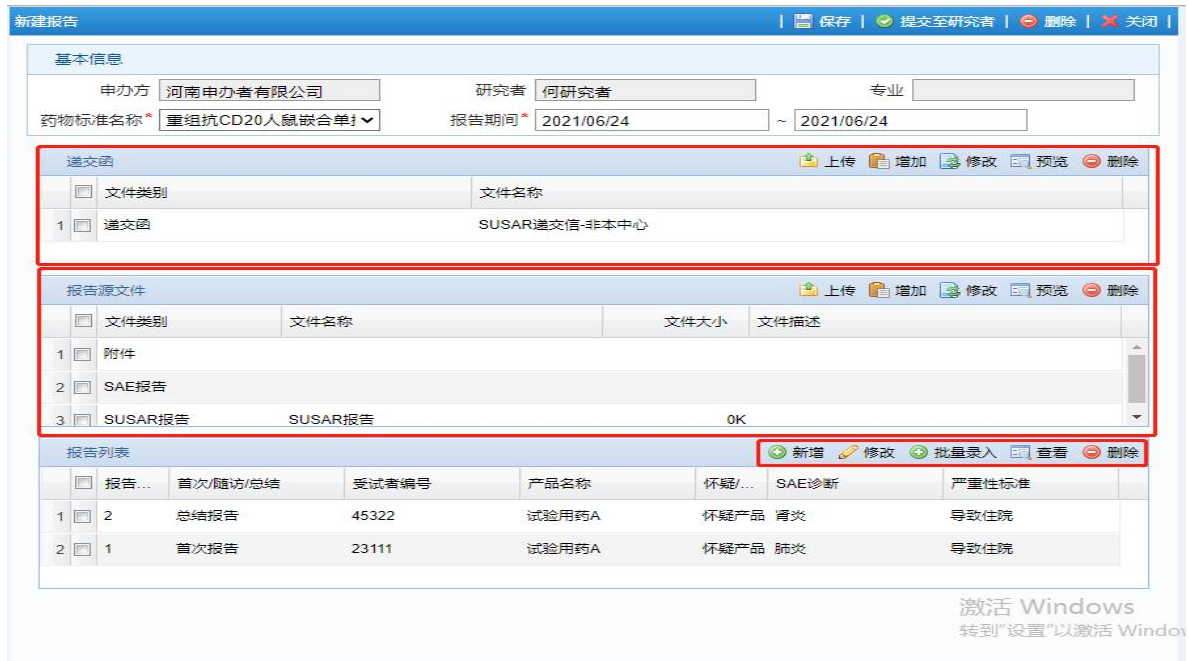 新建报告 | 保存 | 提交至研究者 | 删除 | 关闭 |
基本信息
申办方 河南申办者有限公司 研究者 何研究者 专业
药物标准名称* 重组抗CD20人鼠嵌合单抗 报告期间* 2021/06/24 ~ 2021/06/24
递交函 上传 增加 修改 预览 删除
文件类别 文件名称
1 递交函 SUSAR递交信-非本中心
报告源文件 上传 增加 修改 预览 删除
文件类别 文件名称 文件大小 文件描述
1 附件
2 SAE报告
3 SUSAR报告 SUSAR报告 0K
报告列表 新增 修改 批量录入 查看 删除
报告... 首次/随访/总结 受试者编号 产品名称 怀疑/... SAE诊断 严重性标准
1 2 总结报告 45322 试验用药A 怀疑产品 肾炎 导致住院
2 1 首次报告 23111 试验用药A 怀疑产品 肺炎 导致住院
激活 Windows
转到"设置"以激活 Window